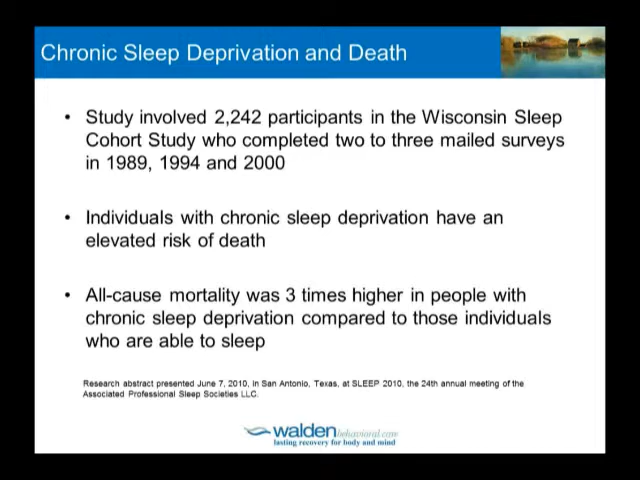 Chronic Sleep Deprivation and Death
• Study involved 2,242 participants in the Wisconsin Sleep
Cohort Study who completed two to three mailed surveys
in 1989, 1994 and 2000
• Individuals with chronic sleep deprivation have an
elevated risk of death
• All-cause mortality was 3 times higher in people with
chronic sleep deprivation compared to those individuals
who are able to sleep
Research abstract presented June 7, 2010, in San Antonio, Texas, at SLEEP 2010, the 24th annual meeting of the
Associated Professional Sleep Societies LLC.
walden behavioral care
lasting recovery for body and mind